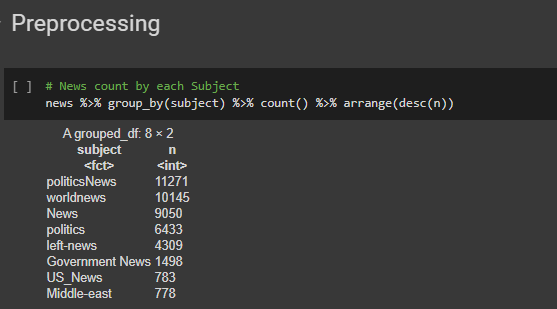 Preprocessing
[ ] # News count by each Subject
news %>% group_by(subject) %>% count() %>% arrange(desc(n))
A grouped_df: 8 × 2
subject n
<fct> <int>
politicsNews 11271
worldnews 10145
News 9050
politics 6433
left-news 4309
Government News 1498
US_News 783
Middle-east 778